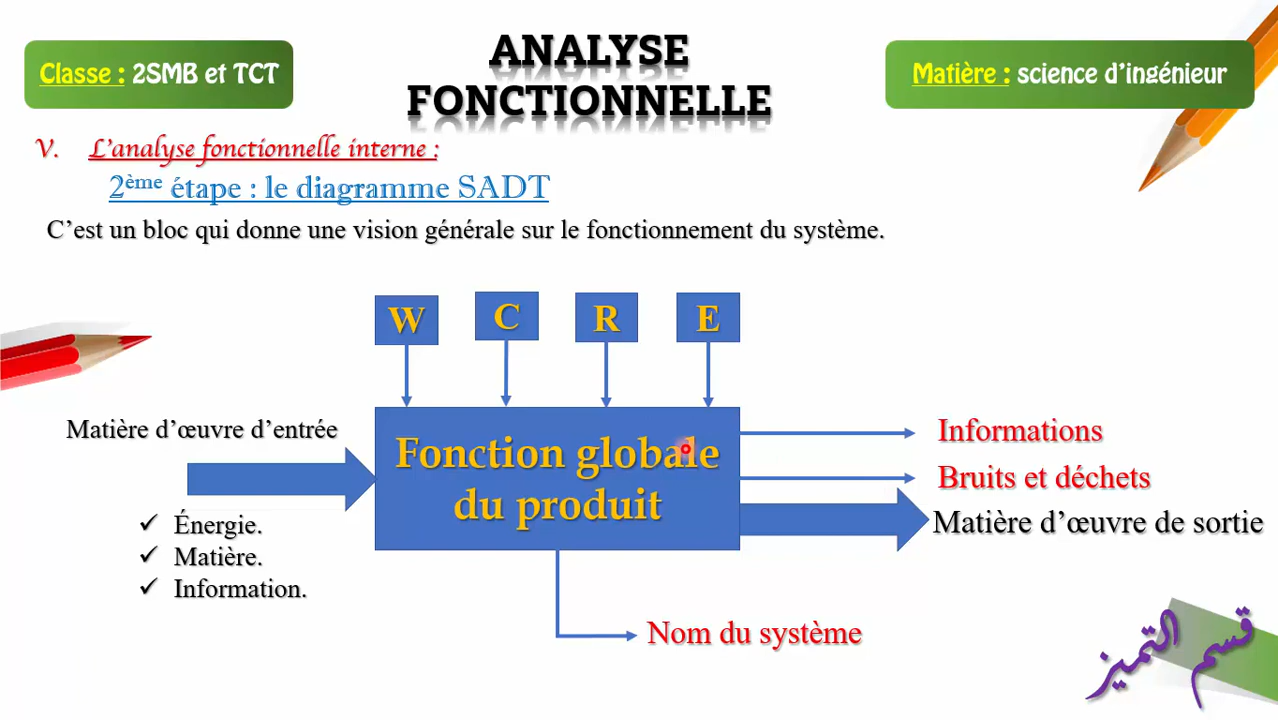 Classe : 2SMB et TCT
ANALYSE
FONCTIONNELLE
Matière : science d'ingénieur
V. L'analyse fonctionnelle interne :
2ème étape : le diagramme SADT
C'est un bloc qui donne une vision générale sur le fonctionnement du système.
W C R E
Matière d'œuvre d'entrée
Énergie.
Matière.
Information.
Fonction globale
du produit
Informations
Bruits et déchets
Matière d'œuvre de sortie
Nom du système
قسم التميز